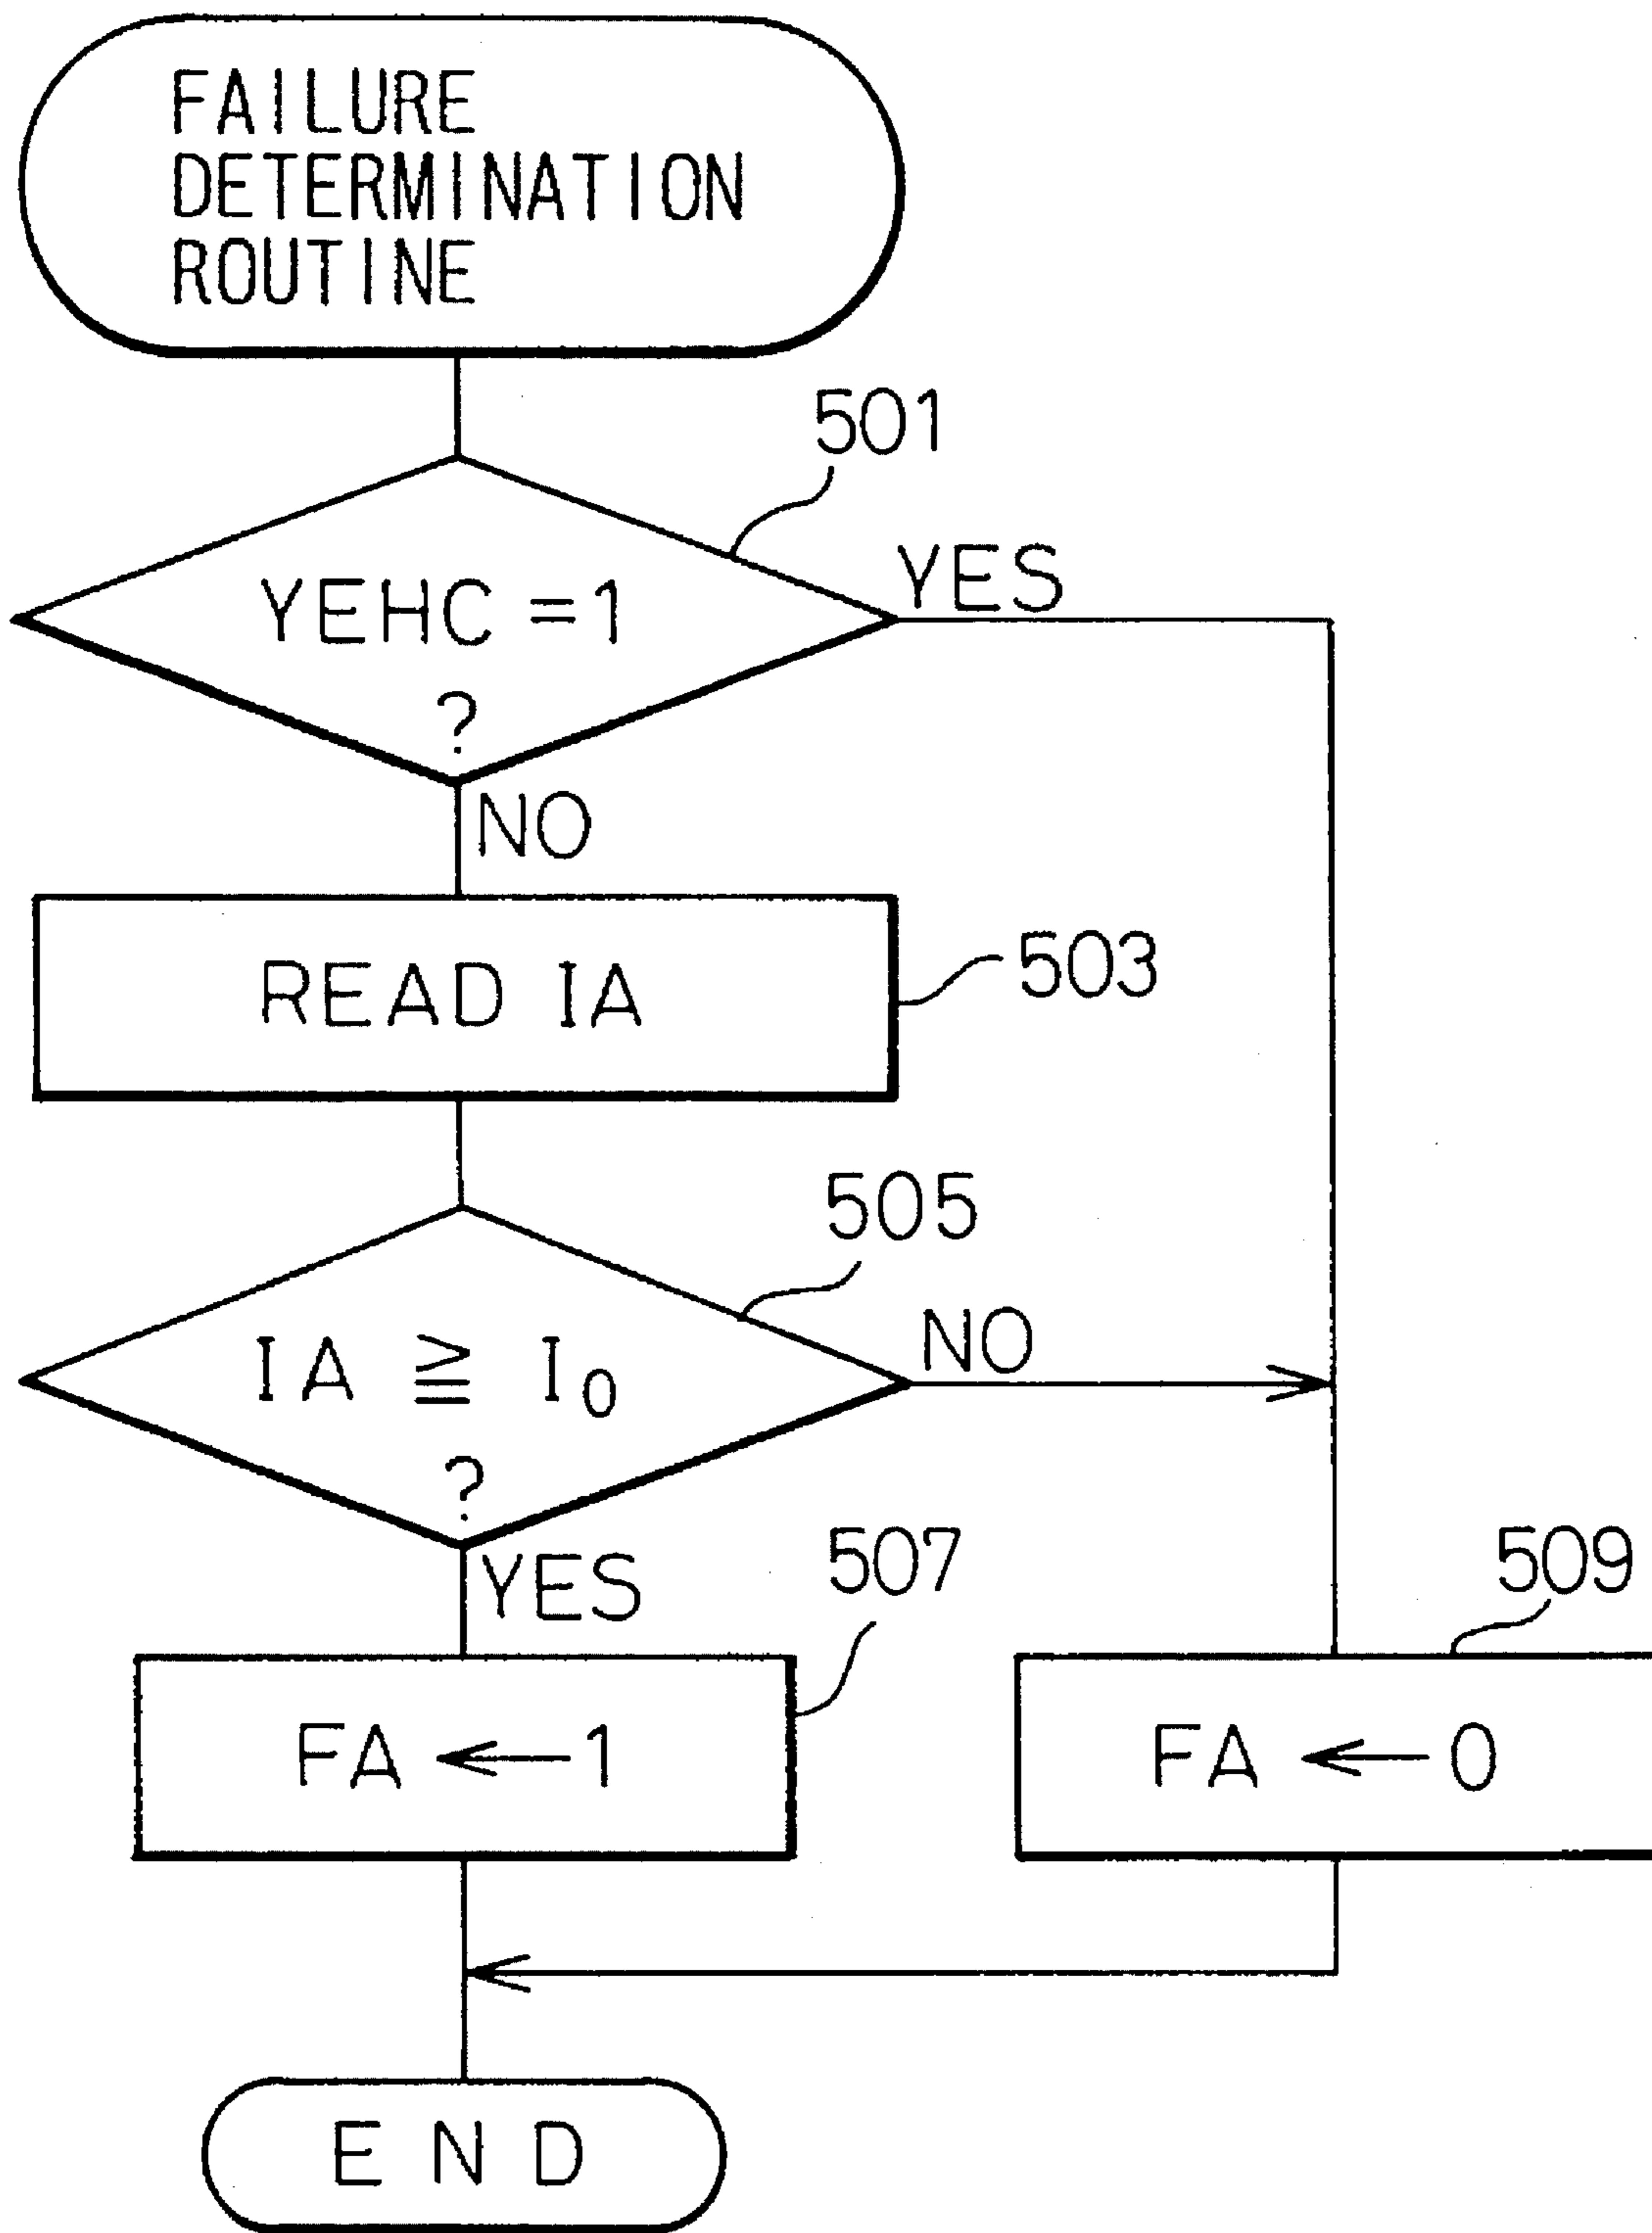 FAILURE
DETERMINATION
ROUTINE
501
YEHC = 1
?
YES
NO
READ IA
503
505
IA ≧ I₀
?
NO
YES
507
509
FA ← 1
FA ← 0
END